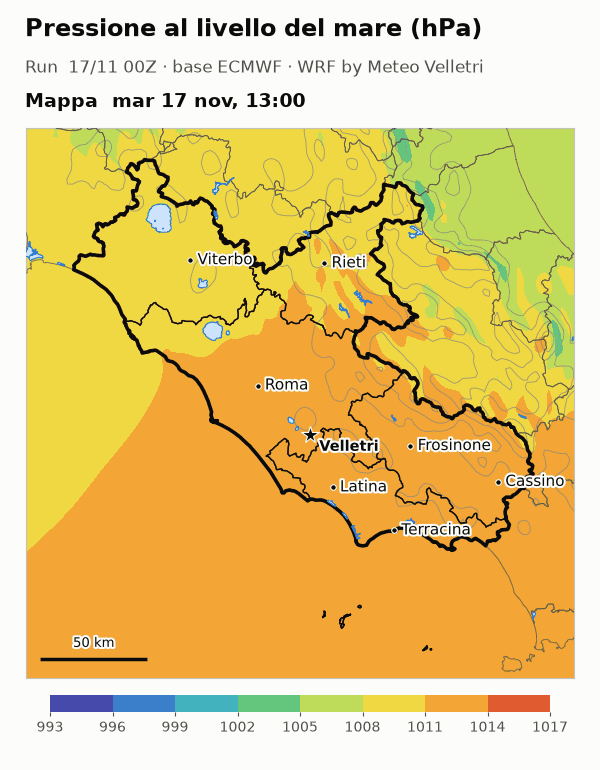 Pressione al livello del mare (hPa)
Run  17/11 00Z · base ECMWF · WRF by Meteo Velletri
Mappa  mar 17 nov, 13:00
Viterbo
Rieti
Roma
Velletri
Frosinone
Latina
Cassino
Terracina
50 km
993 996 999 1002 1005 1008 1011 1014 1017